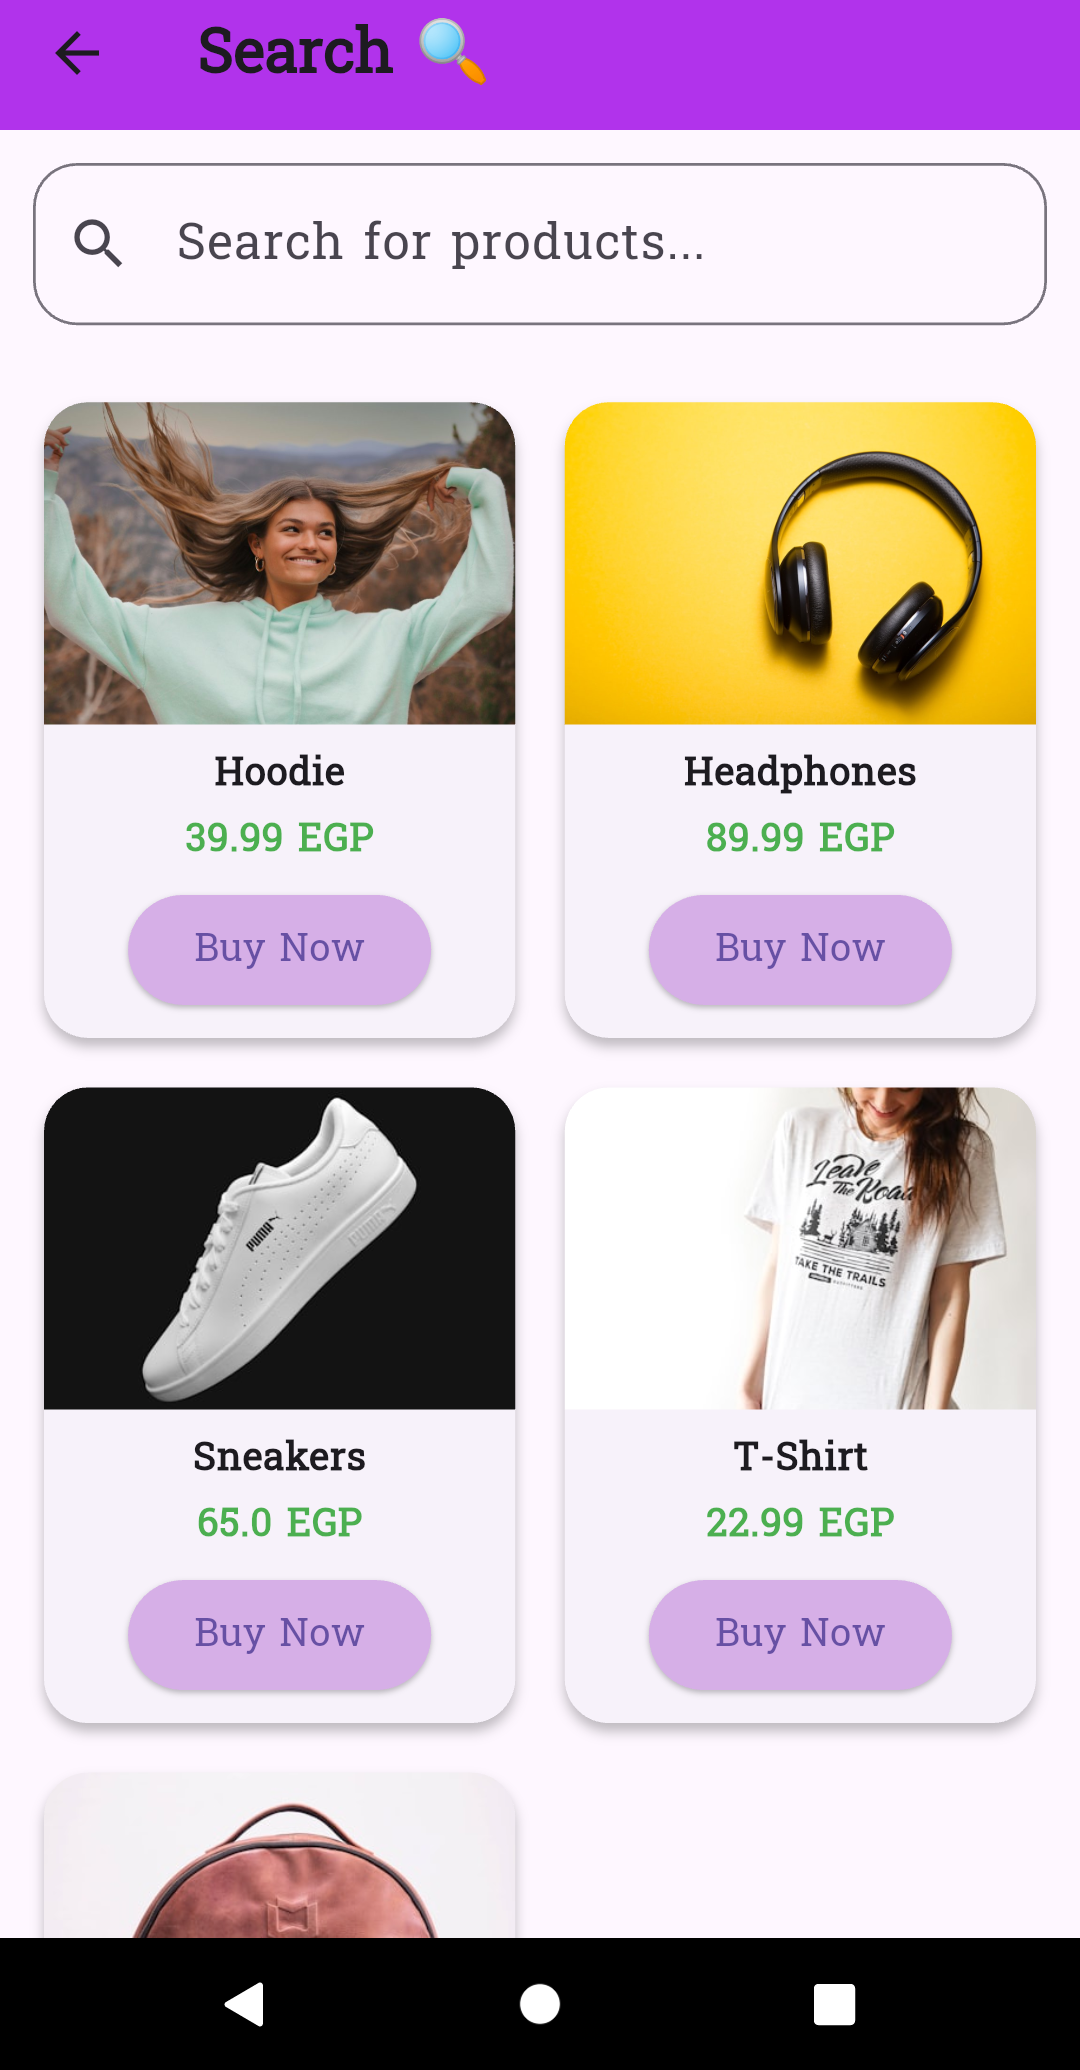 Search 🔍
Search for products...
Hoodie
39.99 EGP
Buy Now
Headphones
89.99 EGP
Buy Now
PUMA
Sneakers
65.0 EGP
Buy Now
Leave
The Road
TAKE THE TRAILS
T-Shirt
22.99 EGP
Buy Now